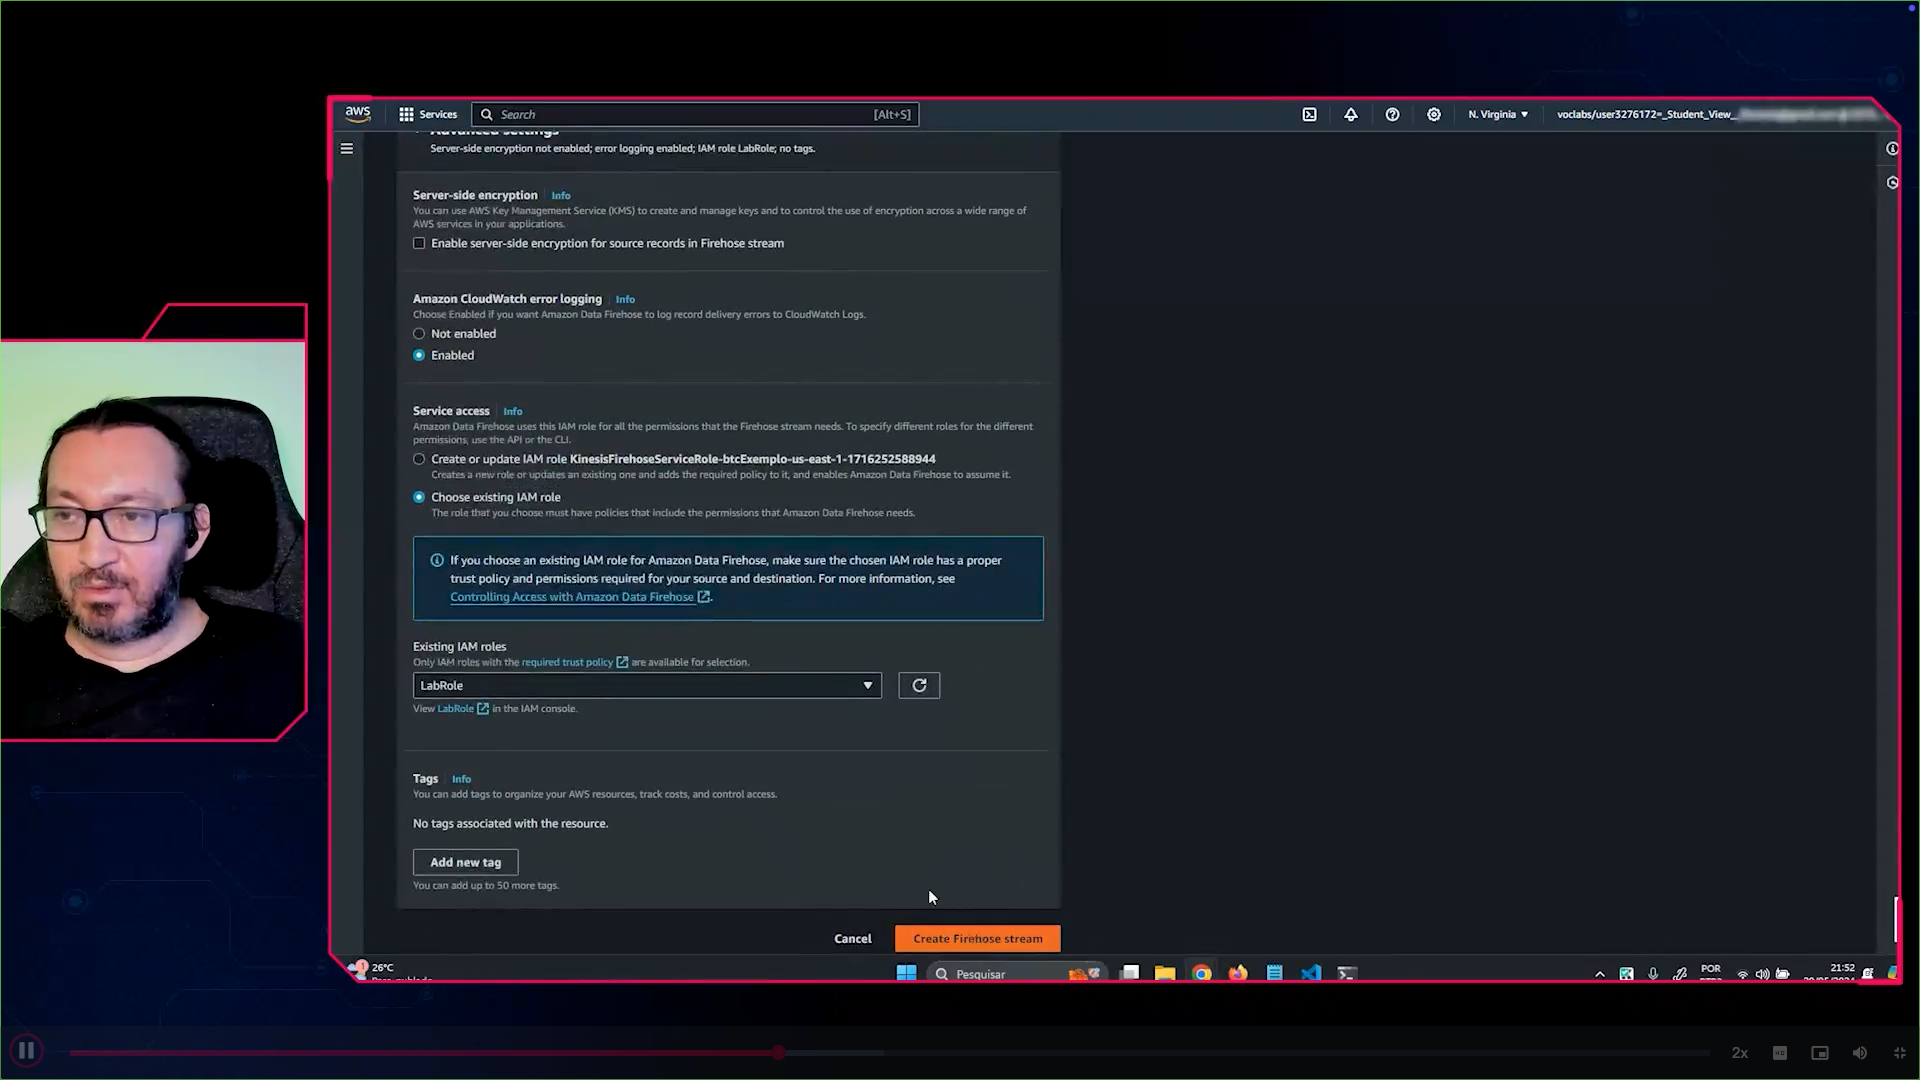 aws
Services
Search
[Alt+S]
N. Virginia
voclabs/user3276172=_Student_View_
Advanced settings
Server-side encryption not enabled; error logging enabled; IAM role LabRole; no tags.
Server-side encryption Info
You can use AWS Key Management Service (KMS) to create and manage keys and to control the use of encryption across a wide range of
AWS services in your applications.
Enable server-side encryption for source records in Firehose stream
Amazon CloudWatch error logging Info
Choose Enabled if you want Amazon Data Firehose to log record delivery errors to CloudWatch Logs.
Not enabled
Enabled
Service access Info
Amazon Data Firehose uses this IAM role for all the permissions that the Firehose stream needs. To specify different roles for the different
permissions, use the API or the CLI.
Create or update IAM role KinesisFirehoseServiceRole-btcExemplo-us-east-1-1716252588944
Creates a new role or updates an existing one and adds the required policy to it, and enables Amazon Data Firehose to assume it.
Choose existing IAM role
The role that you choose must have policies that include the permissions that Amazon Data Firehose needs.
If you choose an existing IAM role for Amazon Data Firehose, make sure the chosen IAM role has a proper
trust policy and permissions required for your source and destination. For more information, see
Controlling Access with Amazon Data Firehose.
Existing IAM roles
Only IAM roles with the required trust policy are available for selection.
LabRole
View LabRole in the IAM console.
Tags Info
You can add tags to organize your AWS resources, track costs, and control access.
No tags associated with the resource.
Add new tag
You can add up to 50 more tags.
Cancel
Create Firehose stream
26°C
Pesquisar
POR
21:52
2x